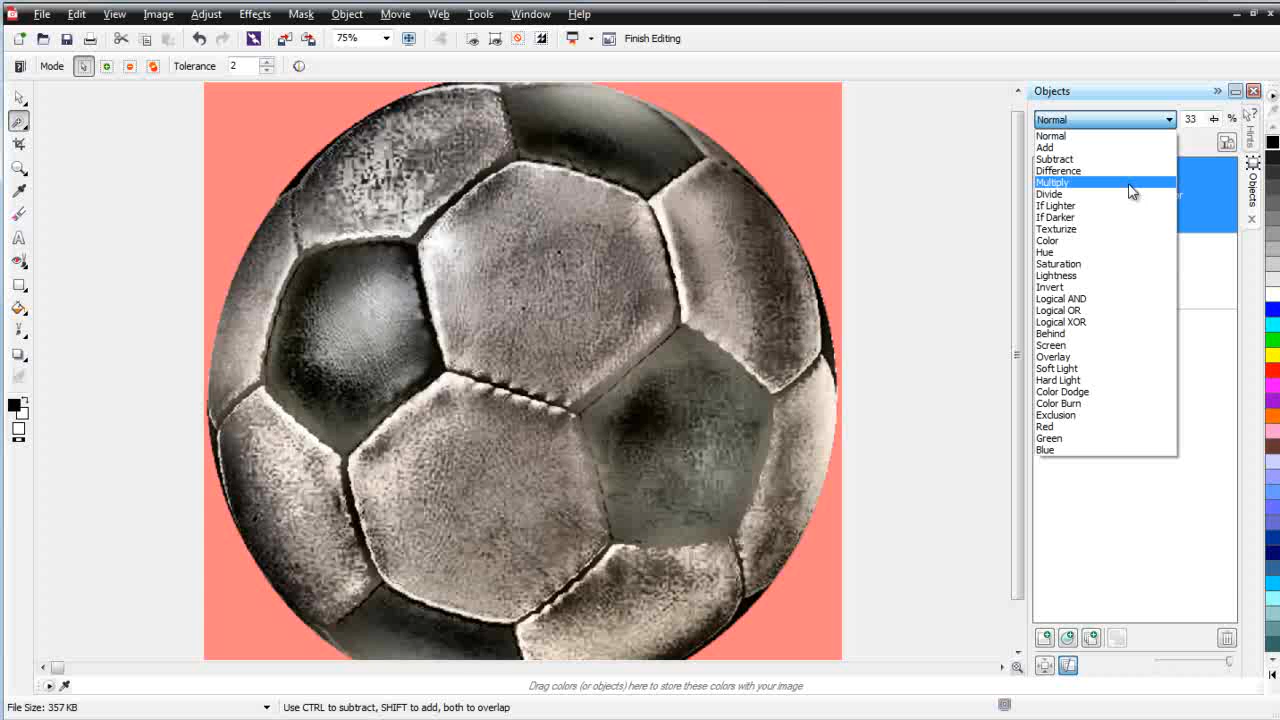 File Edit View Image Adjust Effects Mask Object Movie Web Tools Window Help
75% Finish Editing
Mode Tolerance 2
Objects
Normal 33 %
Hints
Objects
Normal
Add
Subtract
Difference
Multiply
Divide
If Lighter
If Darker
Texturize
Color
Hue
Saturation
Lightness
Invert
Logical AND
Logical OR
Logical XOR
Behind
Screen
Overlay
Soft Light
Hard Light
Color Dodge
Color Burn
Exclusion
Red
Green
Blue
Drag colors (or objects) here to store these colors with your image
File Size: 357 KB Use CTRL to subtract, SHIFT to add, both to overlap